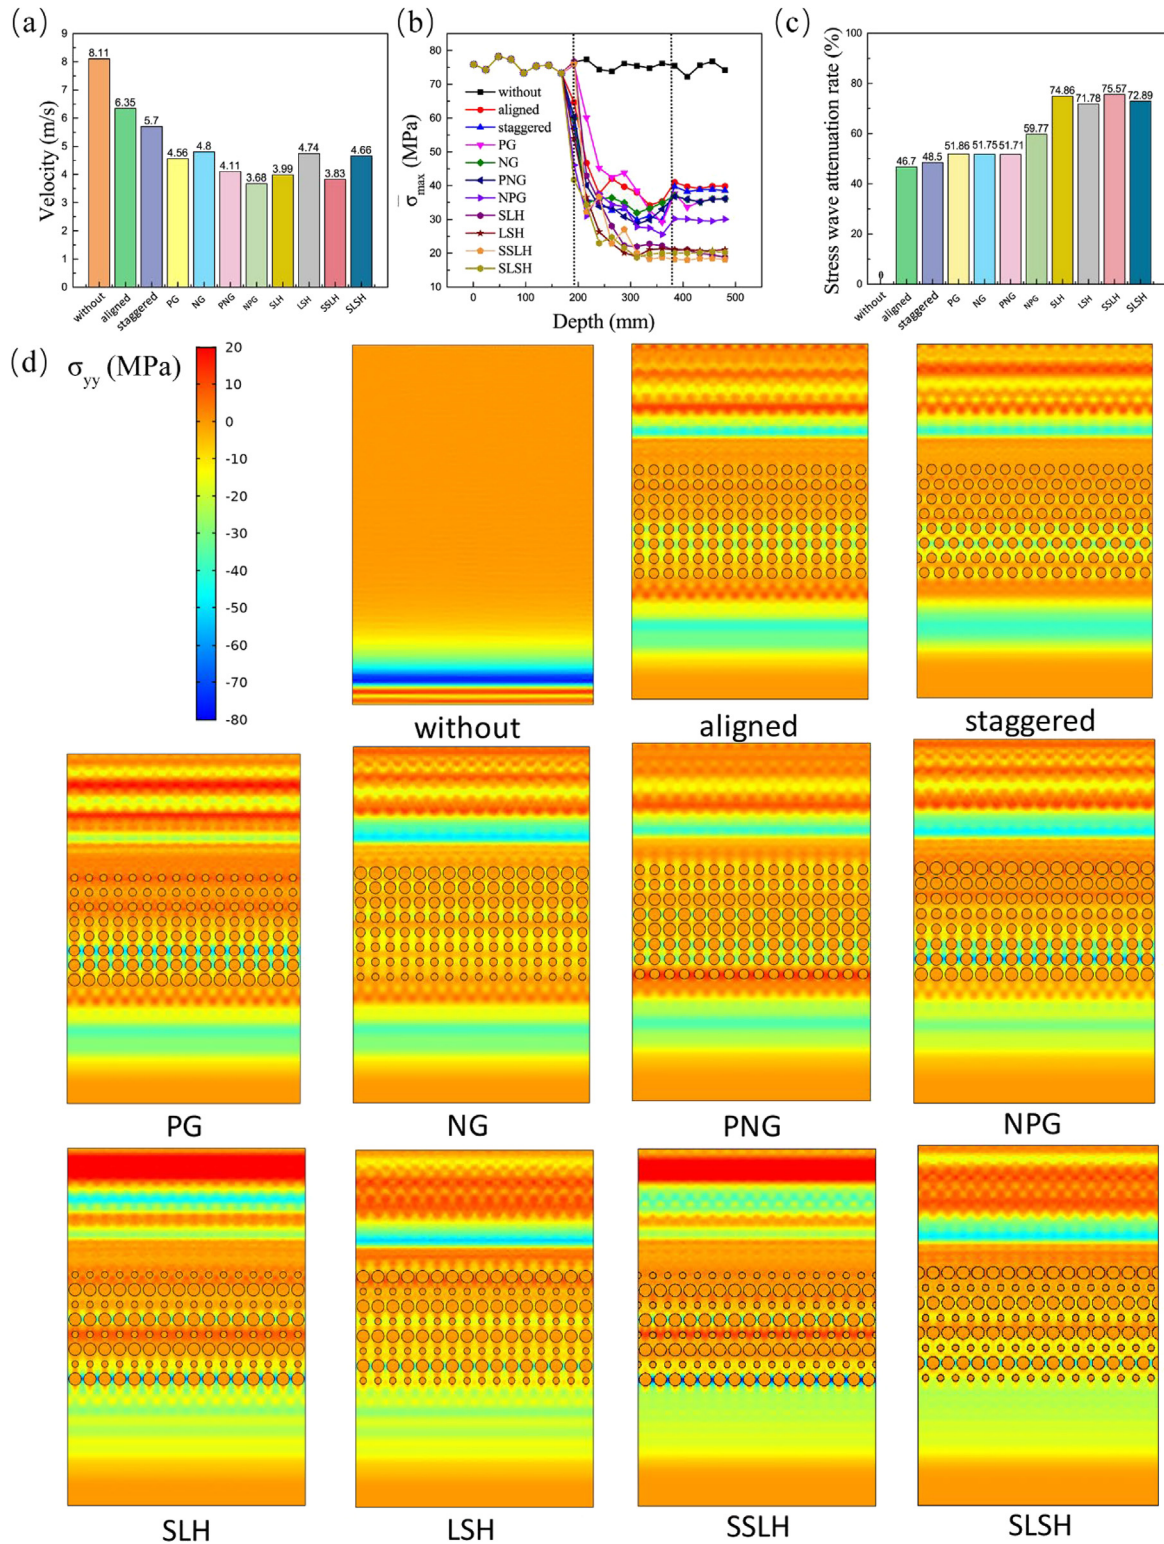 (a)
Velocity (m/s)
9
8
7
6
5
4
3
2
1
0
8.11
6.35
5.7
4.56
4.8
4.11
3.68
3.99
4.74
3.83
4.66
without
aligned
staggered
PG
NG
PNG
NPG
SLH
LSH
SSLH
SLSH
(b)
σ̅max (MPa)
80
70
60
50
40
30
20
10
without
aligned
staggered
PG
NG
PNG
NPG
SLH
LSH
SSLH
SLSH
0 100 200 300 400 500
Depth (mm)
(c)
Stress wave attenuation rate (%)
100
80
60
40
20
0
0
46.7
48.5
51.86
51.75
51.71
59.77
74.86
71.78
75.57
72.89
without
aligned
staggered
PG
NG
PNG
NPG
SLH
LSH
SSLH
SLSH
(d)
σyy (MPa)
20
10
0
-10
-20
-30
-40
-50
-60
-70
-80
without
aligned
staggered
PG
NG
PNG
NPG
SLH
LSH
SSLH
SLSH